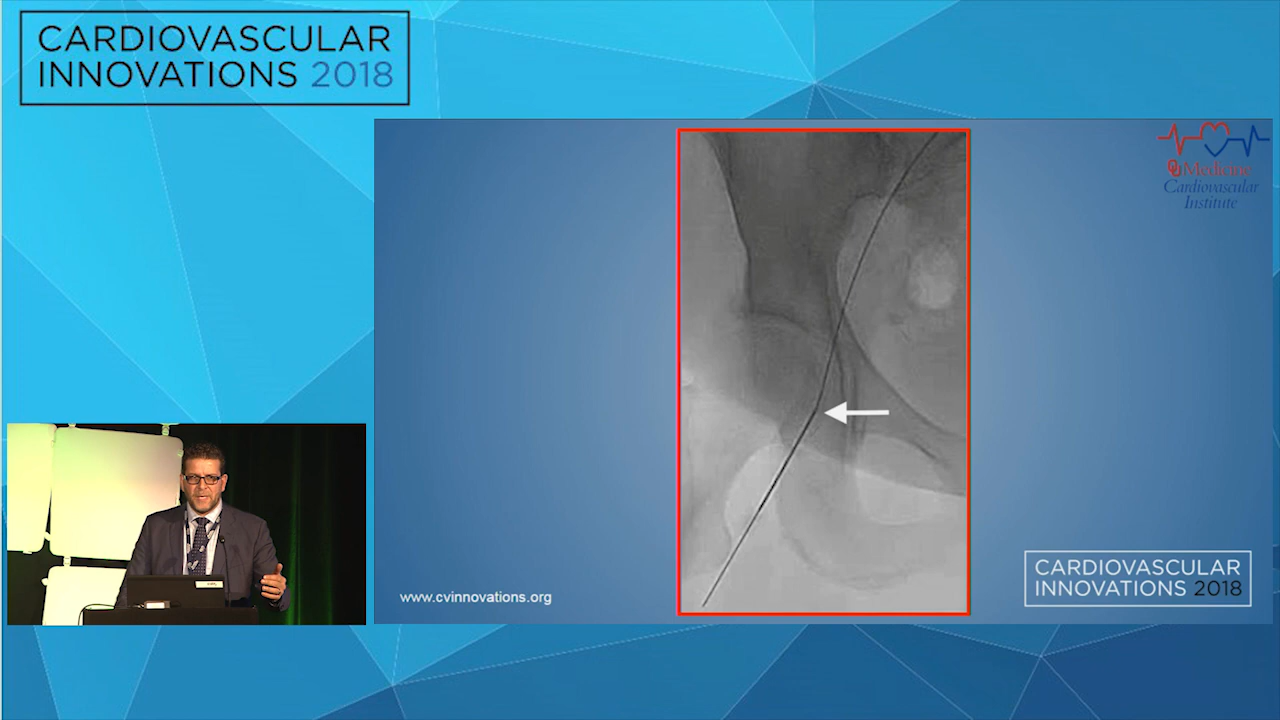 CARDIOVASCULAR
INNOVATIONS 2018
OU Medicine
Cardiovascular
Institute
www.cvinnovations.org
CARDIOVASCULAR
INNOVATIONS 2018